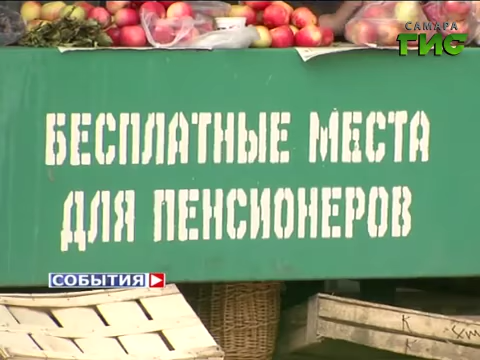 САМАРА
ГИС
БЕСПЛАТНЫЕ МЕСТА
ДЛЯ ПЕНСИОНЕРОВ
СОБЫТИЯ